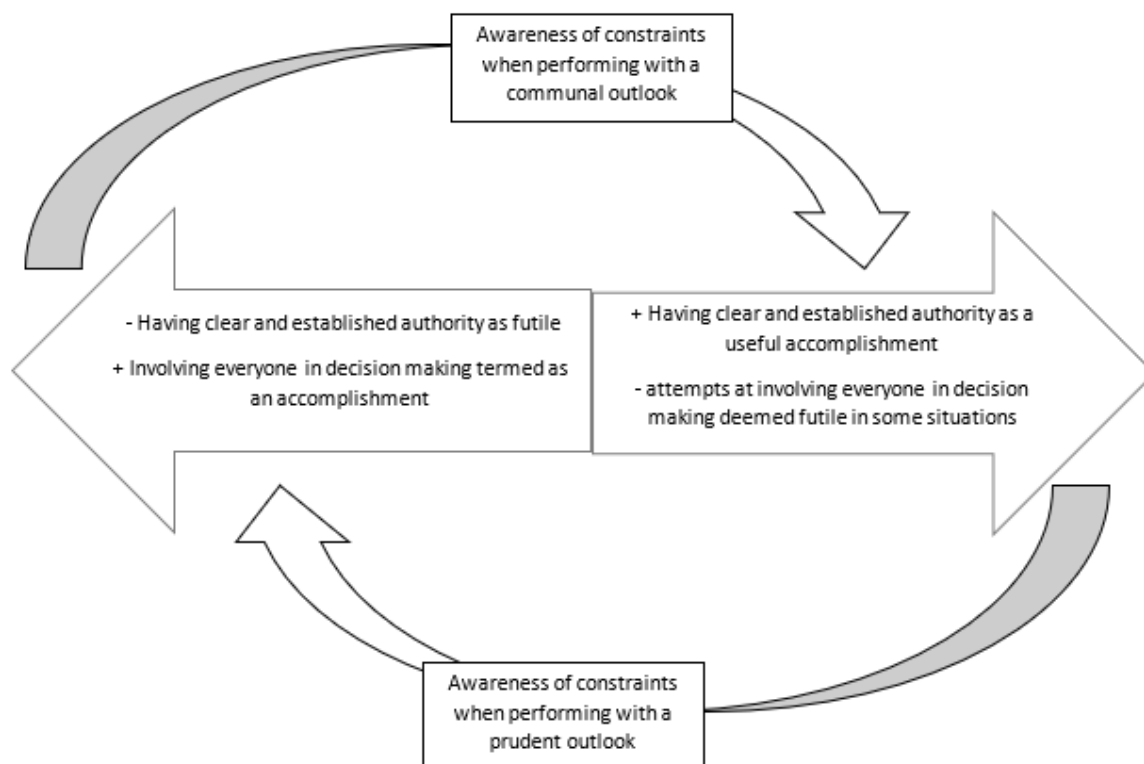 Awareness of constraints
when performing with a
communal outlook
- Having clear and established authority as futile
+ Involving everyone in decision making termed as
an accomplishment
+ Having clear and established authority as a
useful accomplishment
- attempts at involving everyone in decision
making deemed futile in some situations
Awareness of constraints
when performing with a
prudent outlook